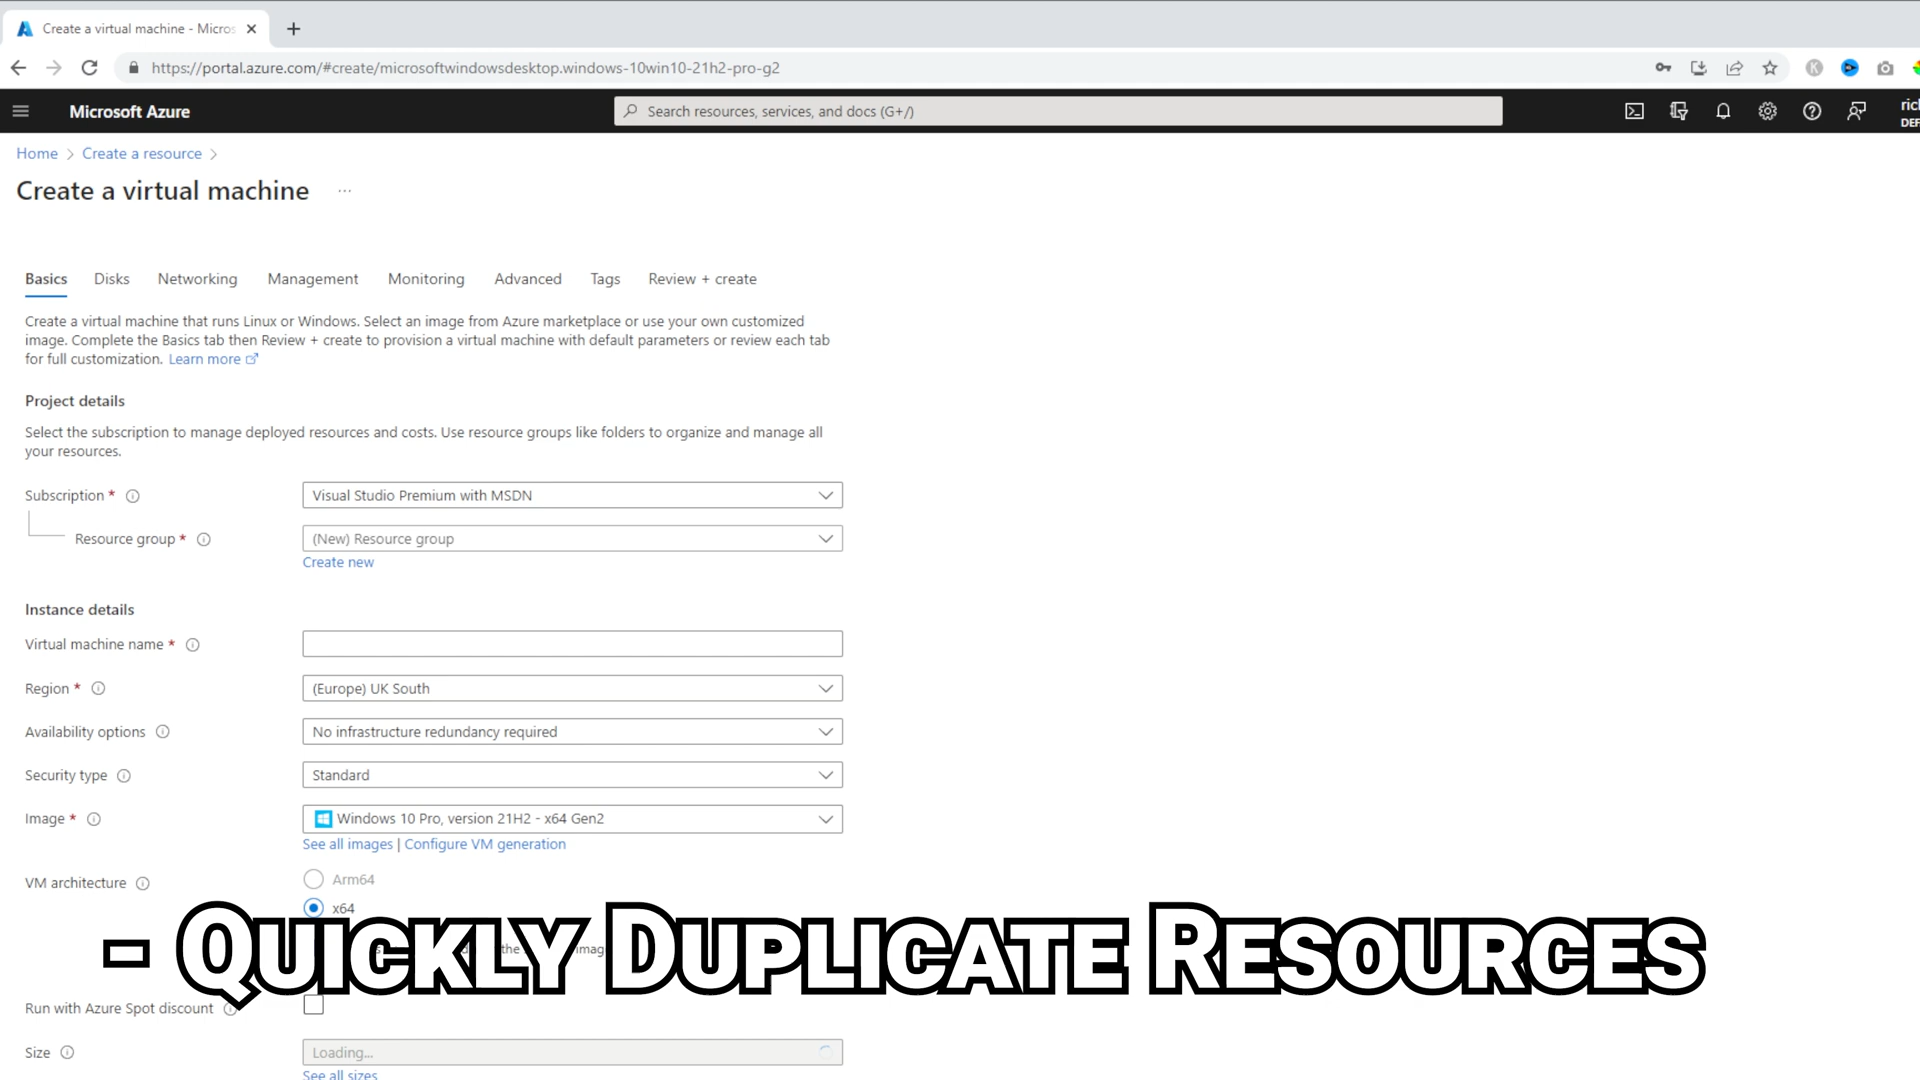 Create a virtual machine - Micros
https://portal.azure.com/#create/microsoftwindowsdesktop.windows-10win10-21h2-pro-g2
K
Microsoft Azure
Search resources, services, and docs (G+/)
rich
DEF
Home > Create a resource >
Create a virtual machine ...
Basics Disks Networking Management Monitoring Advanced Tags Review + create
Create a virtual machine that runs Linux or Windows. Select an image from Azure marketplace or use your own customized
image. Complete the Basics tab then Review + create to provision a virtual machine with default parameters or review each tab
for full customization. Learn more
Project details
Select the subscription to manage deployed resources and costs. Use resource groups like folders to organize and manage all
your resources.
Subscription * Visual Studio Premium with MSDN
Resource group * (New) Resource group
Create new
Instance details
Virtual machine name *
Region * (Europe) UK South
Availability options No infrastructure redundancy required
Security type Standard
Image * Windows 10 Pro, version 21H2 - x64 Gen2
See all images | Configure VM generation
VM architecture Arm64
x64
- Quickly Duplicate Resources
Run with Azure Spot discount
Size Loading...
See all sizes